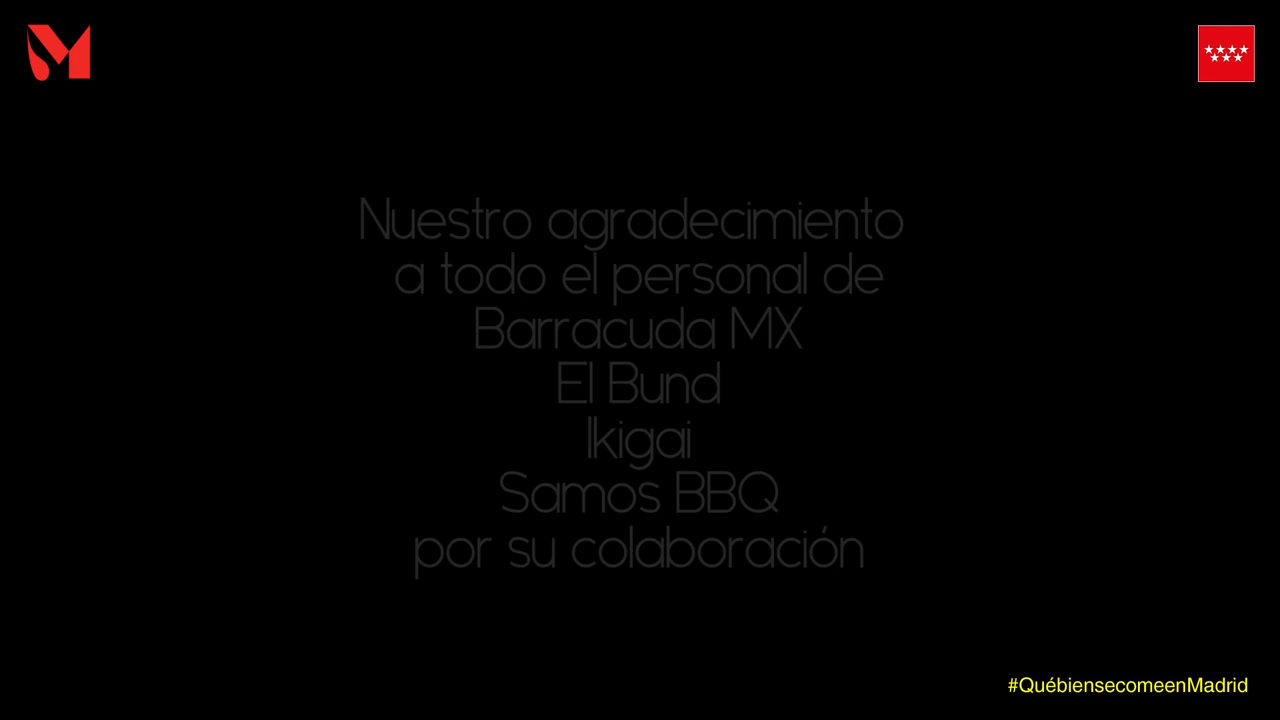 Nuestro agradecimiento
a todo el personal de
Barracuda MX
El Bund
Ikigai
Samos BBQ
por su colaboración
#QuébiensecomeenMadrid